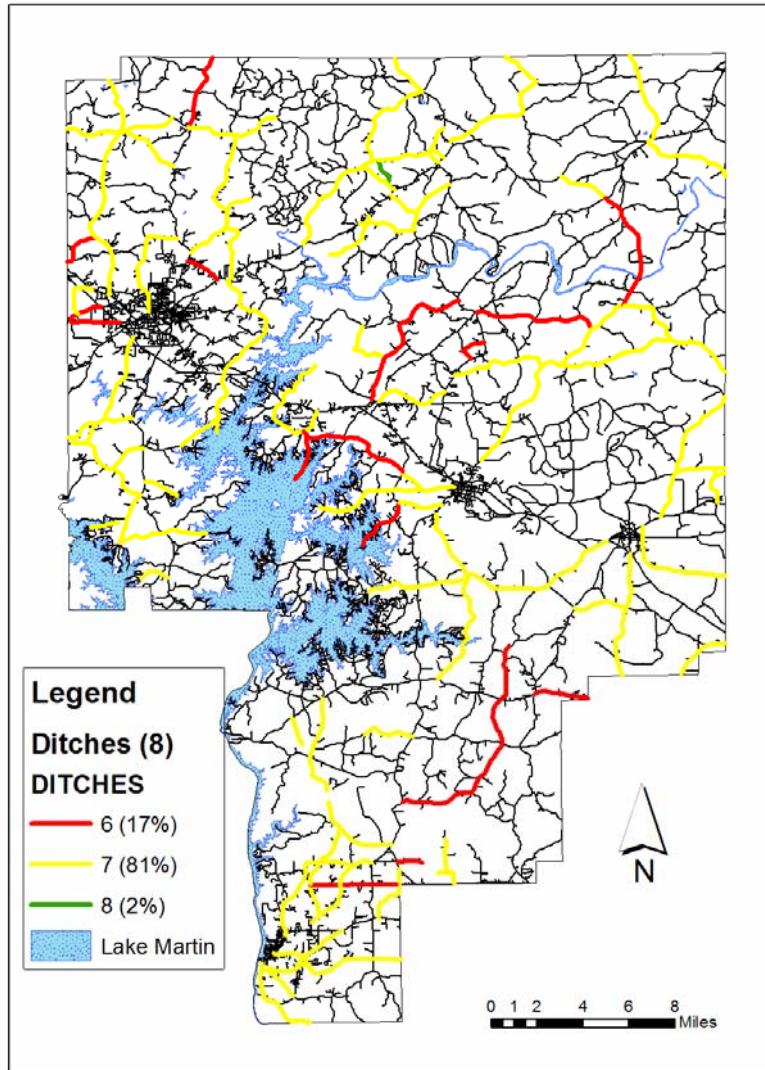 Legend
Ditches (8)
DITCHES
6 (17%)
7 (81%)
8 (2%)
Lake Martin
N
0 1 2 4 6 8
Miles